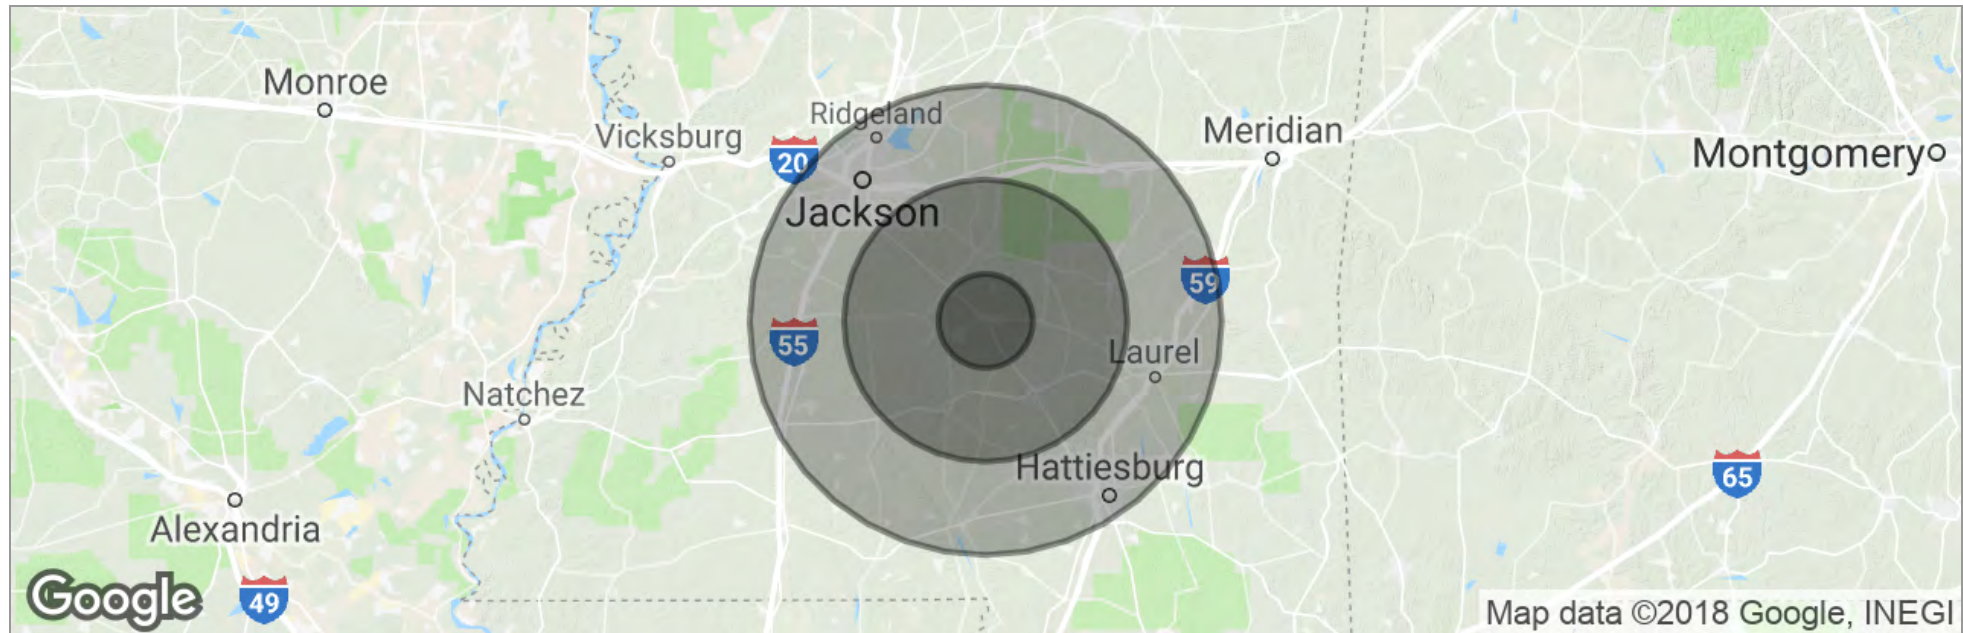 Monroe
Ridgeland
Vicksburg
Meridian
20
Montgomery
Jackson
59
55
Laurel
Natchez
Hattiesburg
65
Alexandria
Google
49
Map data ©2018 Google, INEGI